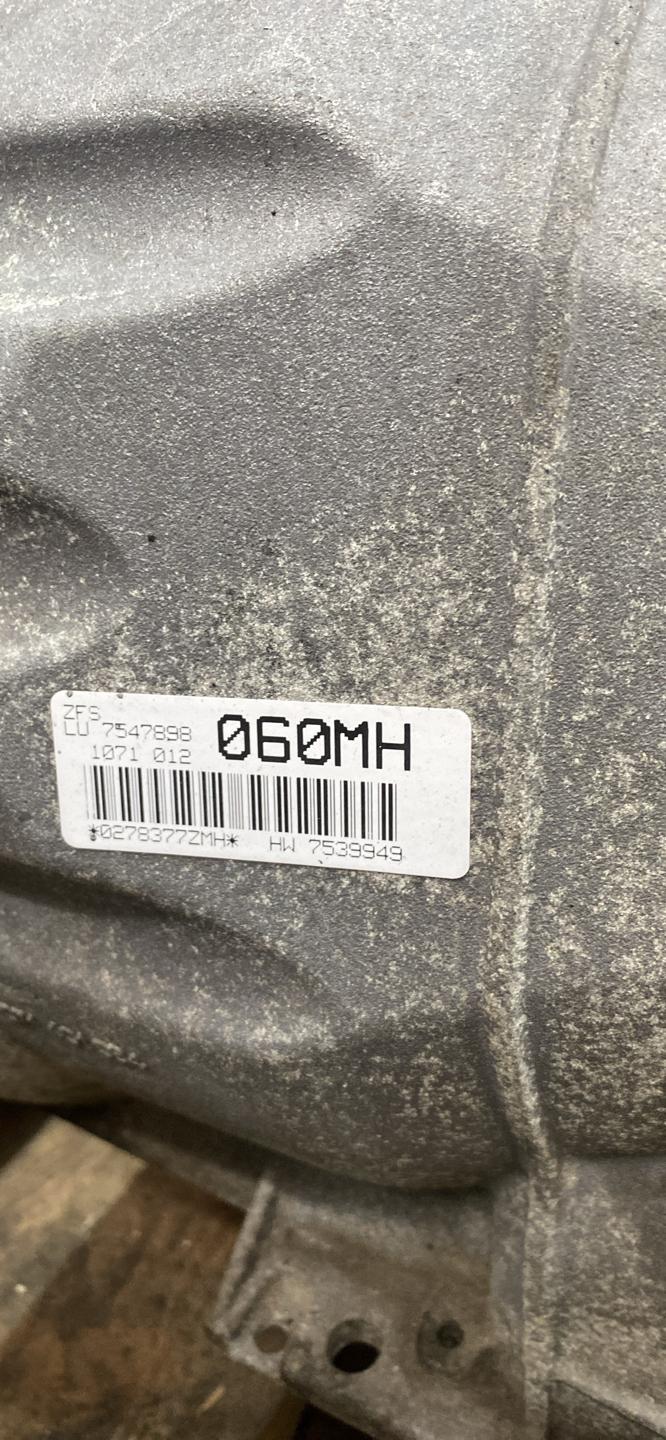 ZFS
LU 7547898
1071 012
060MH
*0278377ZMH* HW 7539949